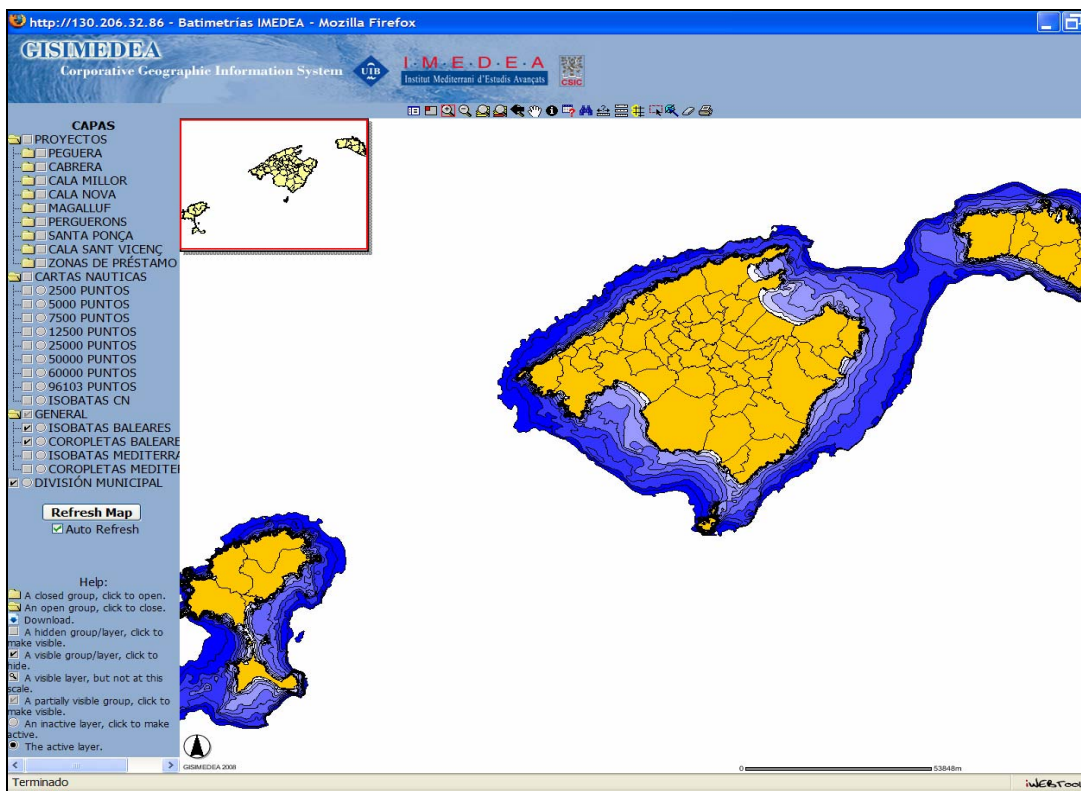 http://130.206.32.86 - Batimetrías IMEDEA - Mozilla Firefox
GISIMEDEA
Corporative Geographic Information System
UIB
I·M·E·D·E·A
Institut Mediterrani d'Estudis Avançats
CSIC
CAPAS
PROYECTOS
PEGUERA
CABRERA
CALA MILLOR
CALA NOVA
MAGALLUF
PERGUERONS
SANTA PONÇA
CALA SANT VICENÇ
ZONAS DE PRÉSTAMO
CARTAS NAUTICAS
2500 PUNTOS
5000 PUNTOS
7500 PUNTOS
12500 PUNTOS
25000 PUNTOS
50000 PUNTOS
60000 PUNTOS
96103 PUNTOS
ISOBATAS CN
GENERAL
ISOBATAS BALEARES
COROPLETAS BALEARE
ISOBATAS MEDITERRA
COROPLETAS MEDITE
DIVISIÓN MUNICIPAL
Refresh Map
Auto Refresh
Help:
A closed group, click to open.
An open group, click to close.
Download.
A hidden group/layer, click to
make visible.
A visible group/layer, click to
hide.
A visible layer, but not at this
scale.
A partially visible group, click to
make visible.
An inactive layer, click to make
active.
The active layer.
GISIMEDEA 2008
0 53848m
Terminado
iWEBTOOL